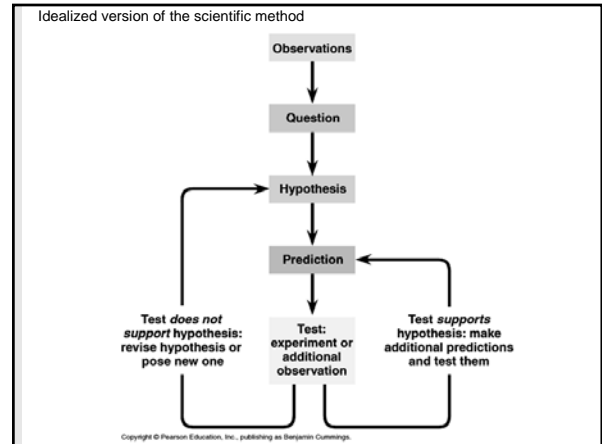 Idealized version of the scientific method
Observations
Question
Hypothesis
Prediction
Test does not
support hypothesis:
revise hypothesis or
pose new one
Test:
experiment or
additional
observation
Test supports
hypothesis: make
additional predictions
and test them
Copyright © Pearson Education, Inc., publishing as Benjamin Cummings.